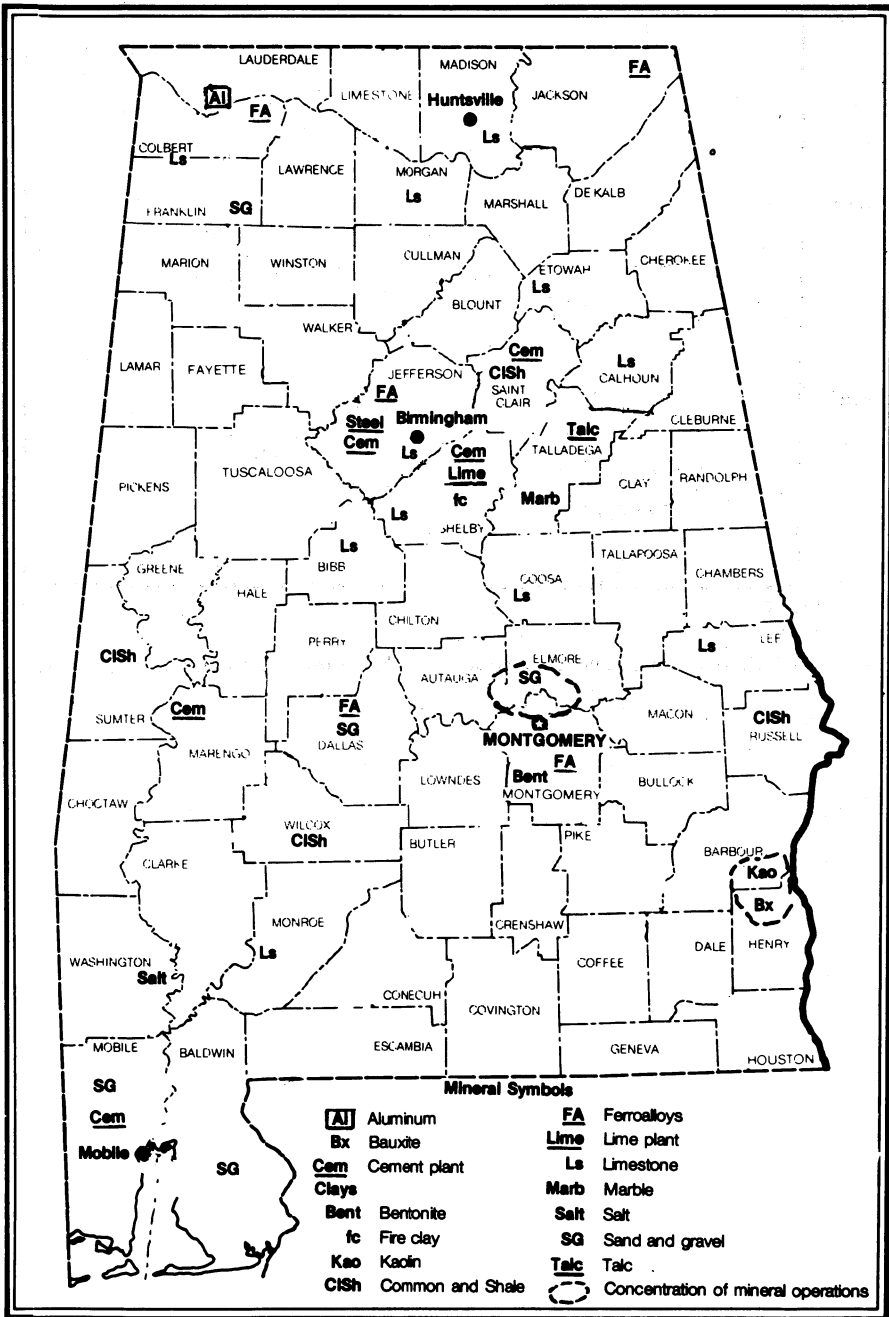 LAUDERDALE
MADISON
FA
Al
LIMESTONE
Huntsville
JACKSON
FA
Ls
COLBERT
Ls
LAWRENCE
MORGAN
Ls
DE KALB
MARSHALL
FRANKLIN
SG
MARION
WINSTON
CULLMAN
ETOWAH
CHEROKEE
Ls
BLOUNT
WALKER
Cem
LAMAR
FAYETTE
JEFFERSON
ClSh
SAINT
CLAIR
Ls
CALHOUN
FA
Steel
Cem
Birmingham
Ls
Cem
Lime
fc
Talc
TALLADEGA
CLEBURNE
TUSCALOOSA
PICKENS
Marb
CLAY
RANDOLPH
Ls
SHELBY
Ls
BIBB
GREENE
HALE
COOSA
Ls
TALLAPOOSA
CHAMBERS
CHILTON
PERRY
ClSh
Ls
LEE
AUTAUGA
ELMORE
SG
SUMTER
Cem
FA
SG
DALLAS
MACON
ClSh
RUSSELL
MONTGOMERY
MARENGO
FA
Bent
MONTGOMERY
LOWNDES
BULLOCK
CHOCTAW
WILCOX
ClSh
BUTLER
PIKE
BARBOUR
CLARKE
Kao
Bx
MONROE
Ls
CRENSHAW
WASHINGTON
Salt
COFFEE
DALE
HENRY
CONECUH
COVINGTON
MOBILE
BALDWIN
ESCAMBIA
GENEVA
HOUSTON
SG
Cem
Mobile
SG
Mineral Symbols
Al Aluminum
Bx Bauxite
Cem Cement plant
Clays
Bent Bentonite
fc Fire clay
Kao Kaolin
ClSh Common and Shale
FA Ferroalloys
Lime Lime plant
Ls Limestone
Marb Marble
Salt Salt
SG Sand and gravel
Talc Talc
Concentration of mineral operations